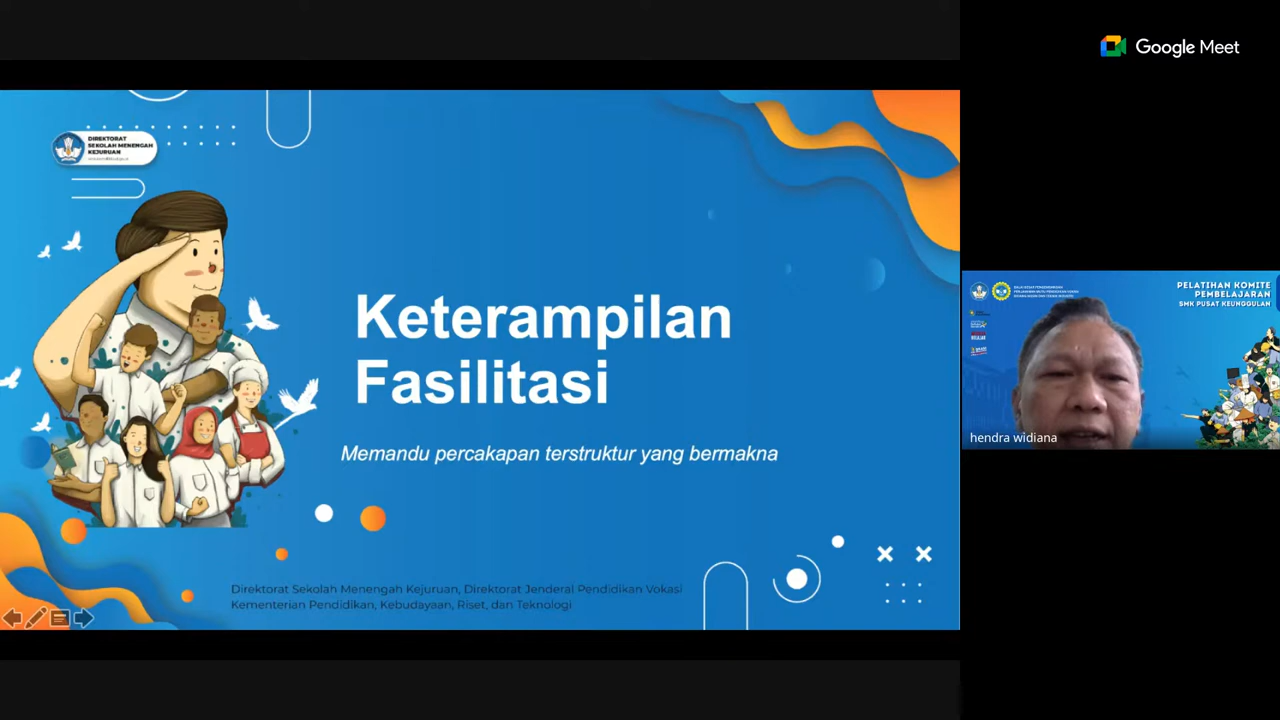 Google Meet
DIREKTORAT
SEKOLAH MENENGAH
KEJURUAN
Keterampilan
Fasilitasi
Memandu percakapan terstruktur yang bermakna
Direktorat Sekolah Menengah Kejuruan, Direktorat Jenderal Pendidikan Vokasi
Kementerian Pendidikan, Kebudayaan, Riset, dan Teknologi
PELATIHAN KOMITE
PEMBELAJARAN
SMK PUSAT KEUNGGULAN
hendra widiana